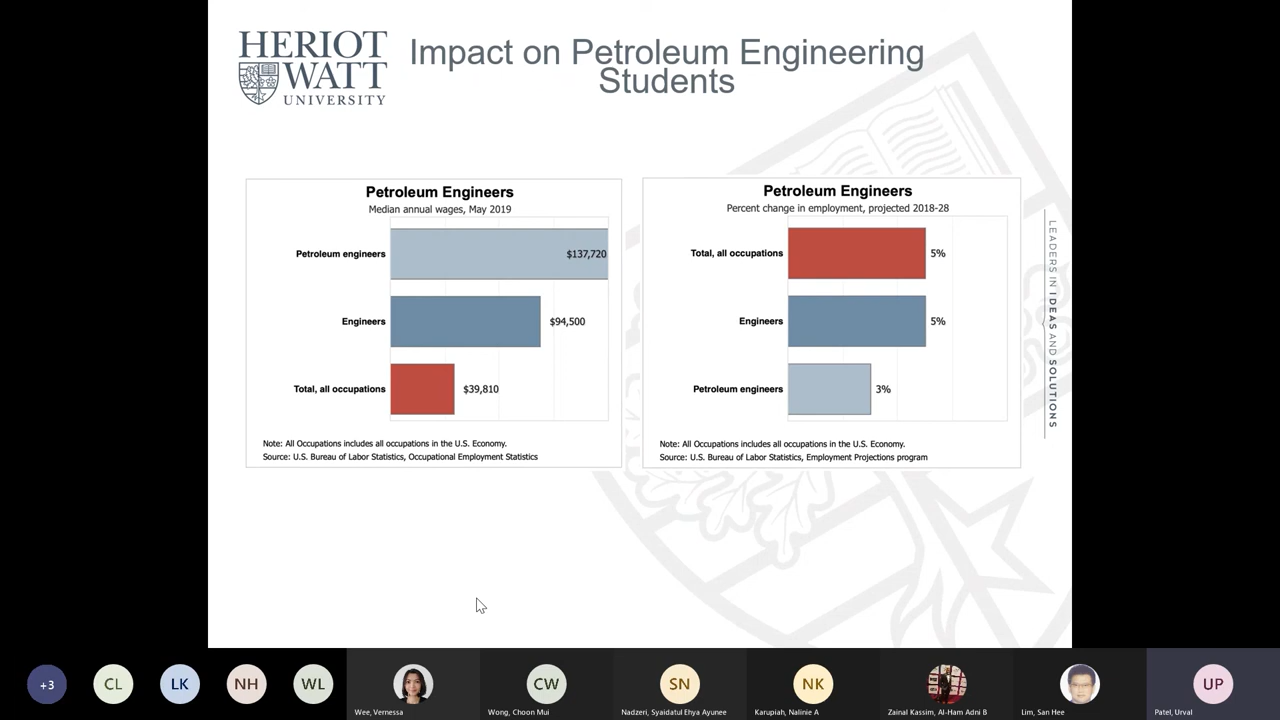 HERIOT
WATT
UNIVERSITY
Impact on Petroleum Engineering
Students
Petroleum Engineers
Median annual wages, May 2019
Petroleum engineers
$137,720
Engineers
$94,500
Total, all occupations
$39,810
Note: All Occupations includes all occupations in the U.S. Economy.
Source: U.S. Bureau of Labor Statistics, Occupational Employment Statistics
Petroleum Engineers
Percent change in employment, projected 2018-28
Total, all occupations
5%
Engineers
5%
Petroleum engineers
3%
Note: All Occupations includes all occupations in the U.S. Economy.
Source: U.S. Bureau of Labor Statistics, Employment Projections program
LEADERS IN IDEAS AND SOLUTIONS
+3
CL
LK
NH
WL
Wee, Vernessa
CW
Wong, Choon Mui
SN
Nadzeri, Syaidatul Ehya Ayunee
NK
Karupiah, Nalinie A
Zainal Kassim, Al-Ham Adni B
Lim, San Hee
UP
Patel, Urval